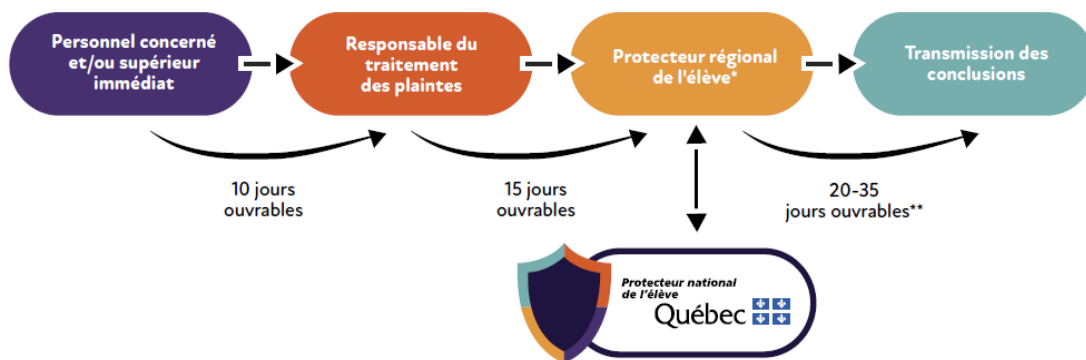 Personnel concerné
et/ou supérieur
immédiat
Responsable du
traitement
des plaintes
Protecteur régional
de l'élève*
Transmission des
conclusions
10 jours
ouvrables
15 jours
ouvrables
20-35
jours ouvrables**
Protecteur national
de l'élève
Québec